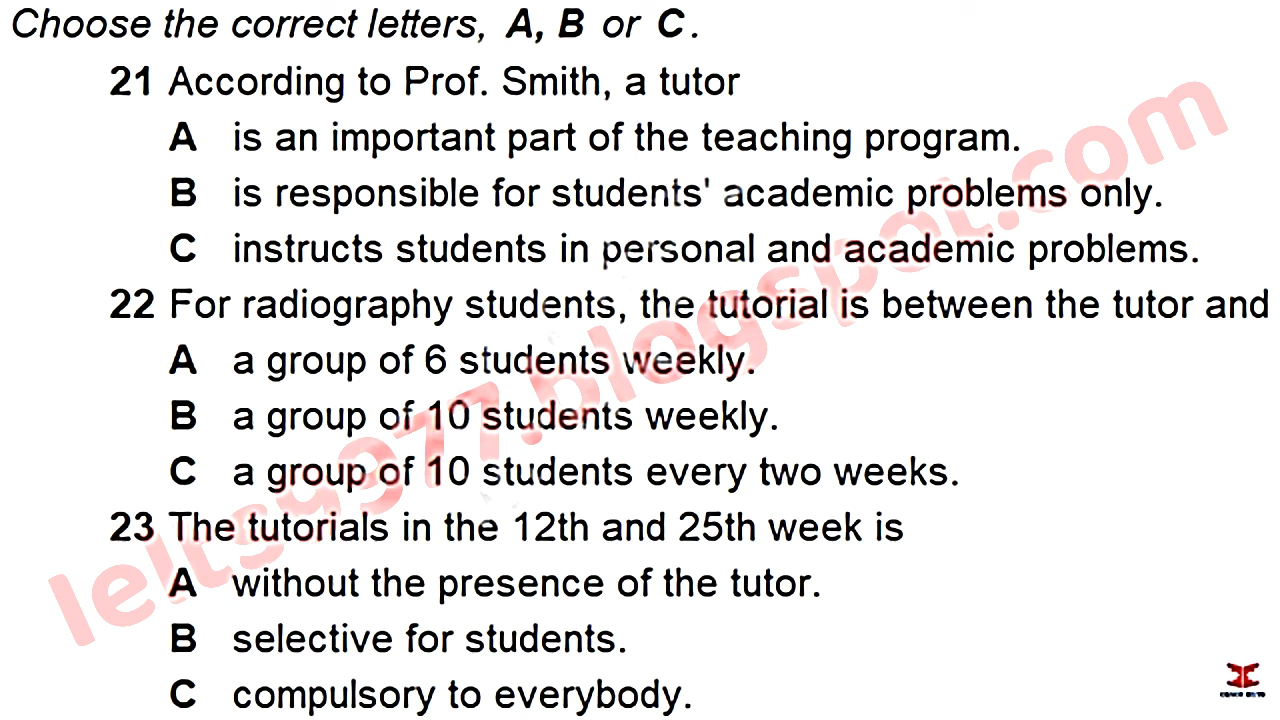 Choose the correct letters, A, B or C.
21 According to Prof. Smith, a tutor
A is an important part of the teaching program.
B is responsible for students' academic problems only.
C instructs students in personal and academic problems.
22 For radiography students, the tutorial is between the tutor and
A a group of 6 students weekly.
B a group of 10 students weekly.
C a group of 10 students every two weeks.
23 The tutorials in the 12th and 25th week is
A without the presence of the tutor.
B selective for students.
C compulsory to everybody.
Ielts9977.blogspot.com